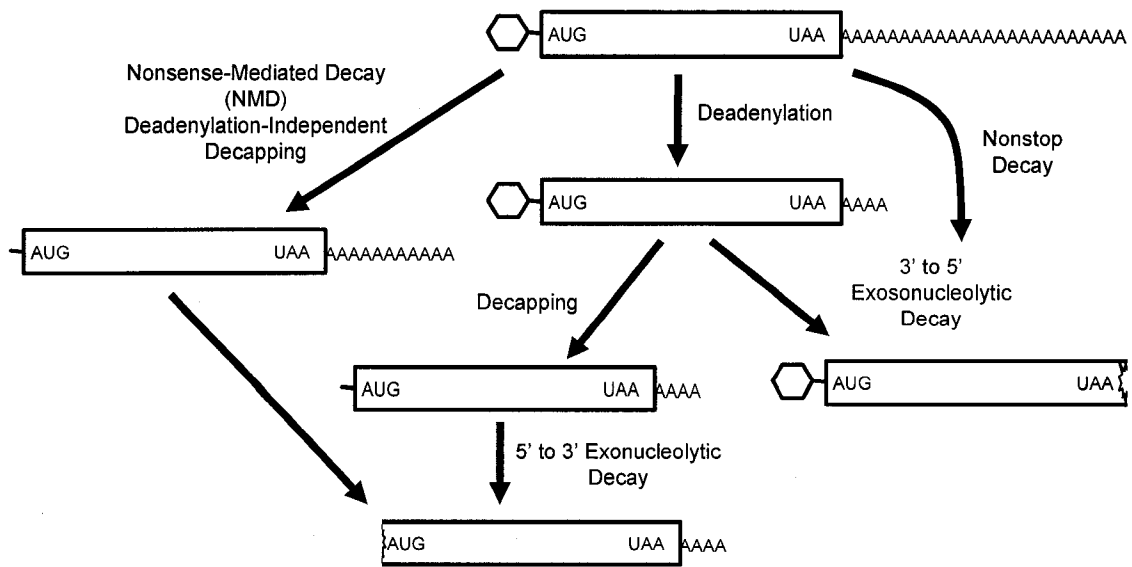 AUG UAA AAAAAAAAAAAAAAAAAAAAAAAA
Nonsense-Mediated Decay
(NMD)
Deadenylation-Independent
Decapping
Deadenylation
Nonstop
Decay
AUG UAA AAAA
AUG UAA AAAAAAAAAAA
3’ to 5’
Exosonucleolytic
Decay
Decapping
AUG UAA AAAA
AUG UAA
5’ to 3’ Exonucleolytic
Decay
AUG UAA AAAA